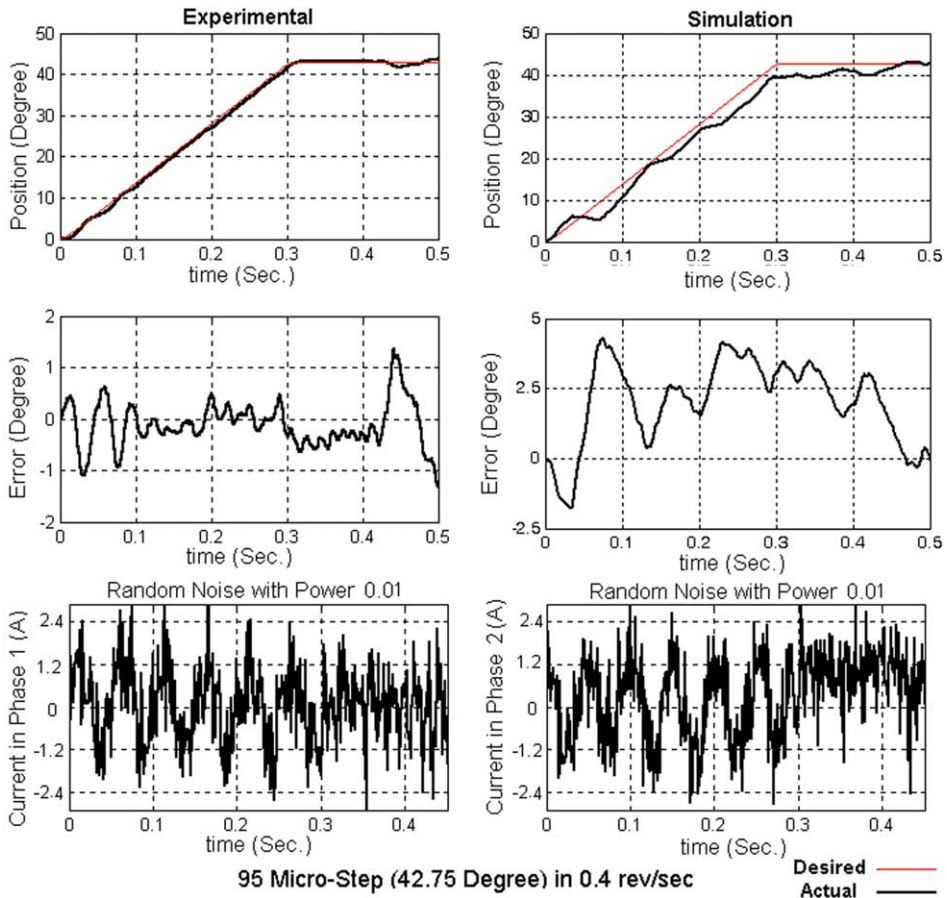 Experimental
50
40
30
20
10
0
Position (Degree)
0 0.1 0.2 0.3 0.4 0.5
time (Sec.)
Simulation
50
40
30
20
10
0
Position (Degree)
0 0.1 0.2 0.3 0.4 0.5
time (Sec.)
2
1
0
-1
-2
Error (Degree)
0 0.1 0.2 0.3 0.4 0.5
time (Sec.)
5
2.5
0
-2.5
Error (Degree)
0 0.1 0.2 0.3 0.4 0.5
time (Sec.)
Random Noise with Power 0.01
2.4
1.2
0
-1.2
-2.4
Current in Phase 1 (A)
0 0.1 0.2 0.3 0.4
time (Sec.)
Random Noise with Power 0.01
2.4
1.2
0
-1.2
-2.4
Current in Phase 2 (A)
0 0.1 0.2 0.3 0.4
time (Sec.)
95 Micro-Step (42.75 Degree) in 0.4 rev/sec
Desired
Actual